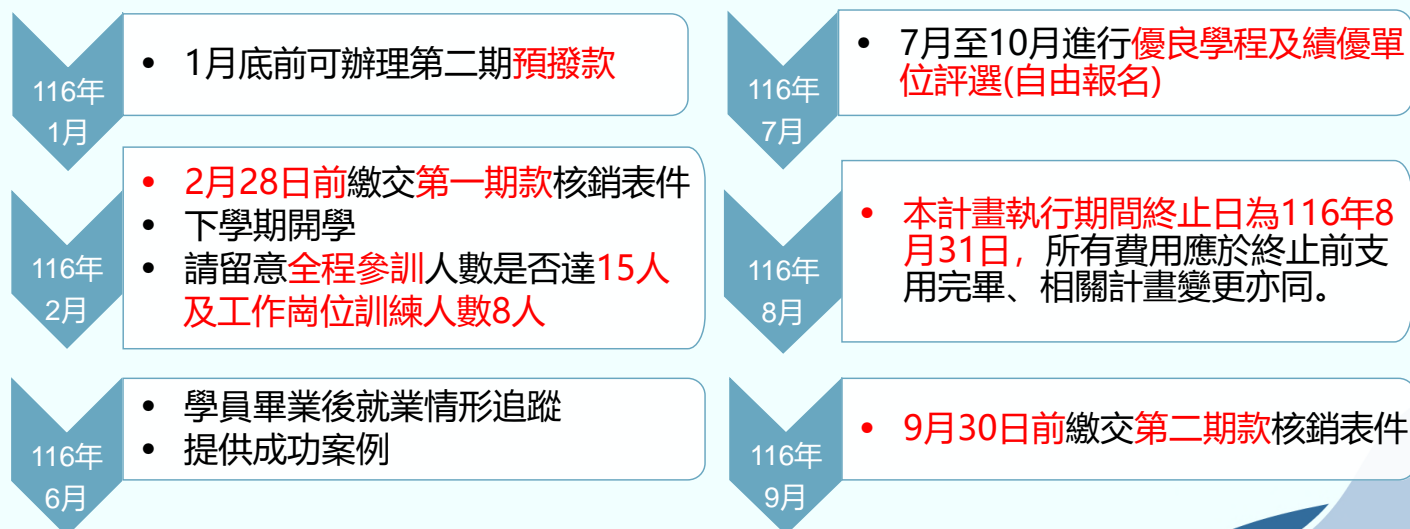 116年
1月
• 1月底前可辦理第二期預撥款
116年
2月
• 2月28日前繳交第一期款核銷表件
• 下學期開學
• 請留意全程參訓人數是否達15人
及工作崗位訓練人數8人
116年
6月
• 學員畢業後就業情形追蹤
• 提供成功案例
116年
7月
• 7月至10月進行優良學程及績優單
位評選(自由報名)
116年
8月
• 本計畫執行期間終止日為116年8
月31日，所有費用應於終止前支
用完畢、相關計畫變更亦同。
116年
9月
• 9月30日前繳交第二期款核銷表件